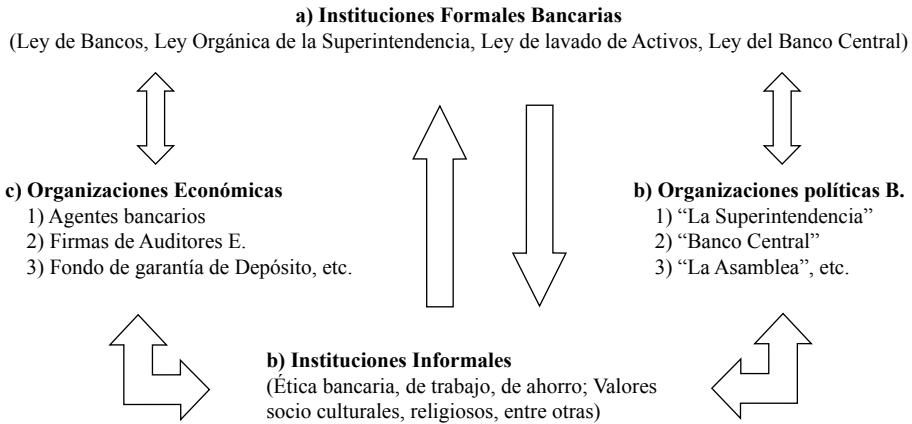 a) Instituciones Formales Bancarias
(Ley de Bancos, Ley Orgánica de la Superintendencia, Ley de lavado de Activos, Ley del Banco Central)
c) Organizaciones Económicas
1) Agentes bancarios
2) Firmas de Auditores E.
3) Fondo de garantía de Depósito, etc.
b) Organizaciones políticas B.
1) “La Superintendencia”
2) “Banco Central”
3) “La Asamblea”, etc.
b) Instituciones Informales
(Ética bancaria, de trabajo, de ahorro; Valores
socio culturales, religiosos, entre otras)